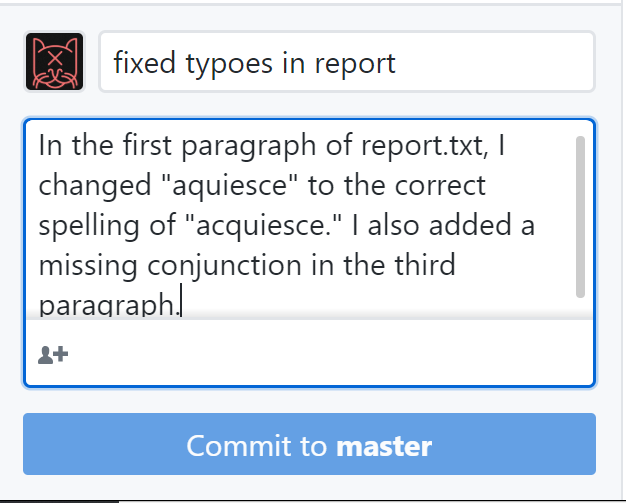 fixed typoes in report
In the first paragraph of report.txt, I
changed "aquiesce" to the correct
spelling of "acquiesce." I also added a
missing conjunction in the third
paragraph.
Commit to master